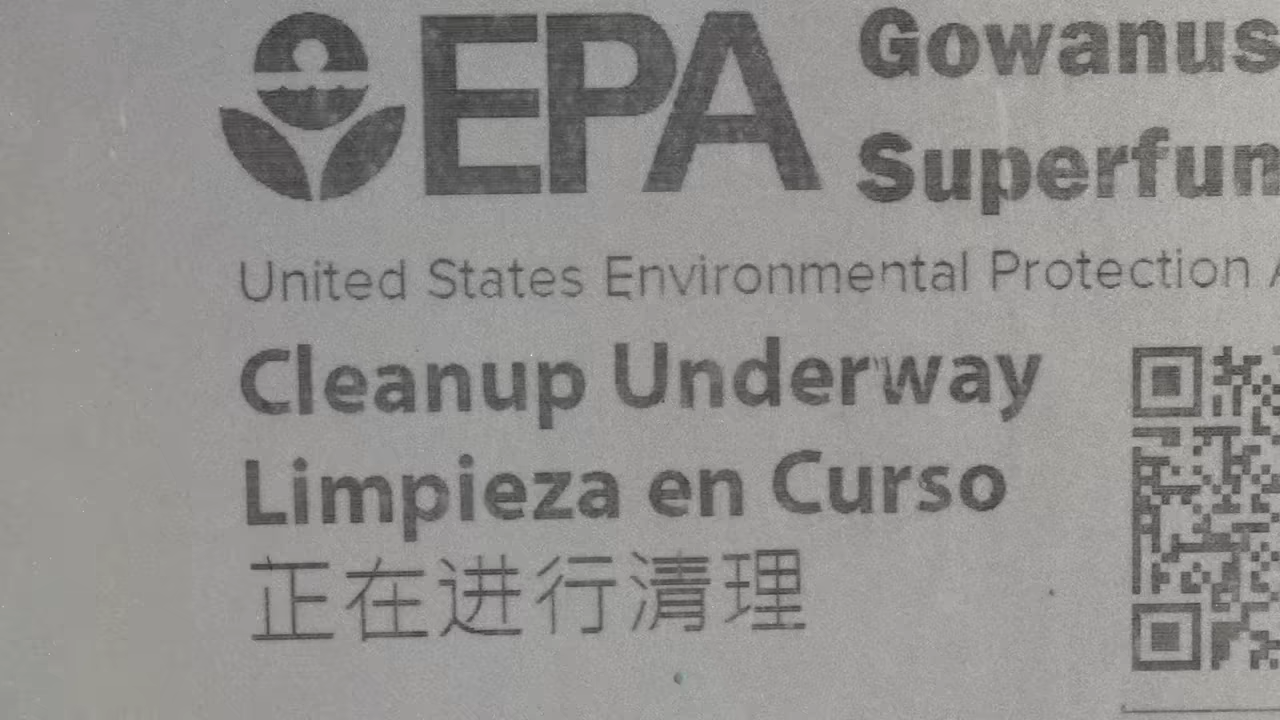 EPA
Gowanus
Superfun
United States Environmental Protection
Cleanup Underway
Limpieza en Curso
正在进行清理